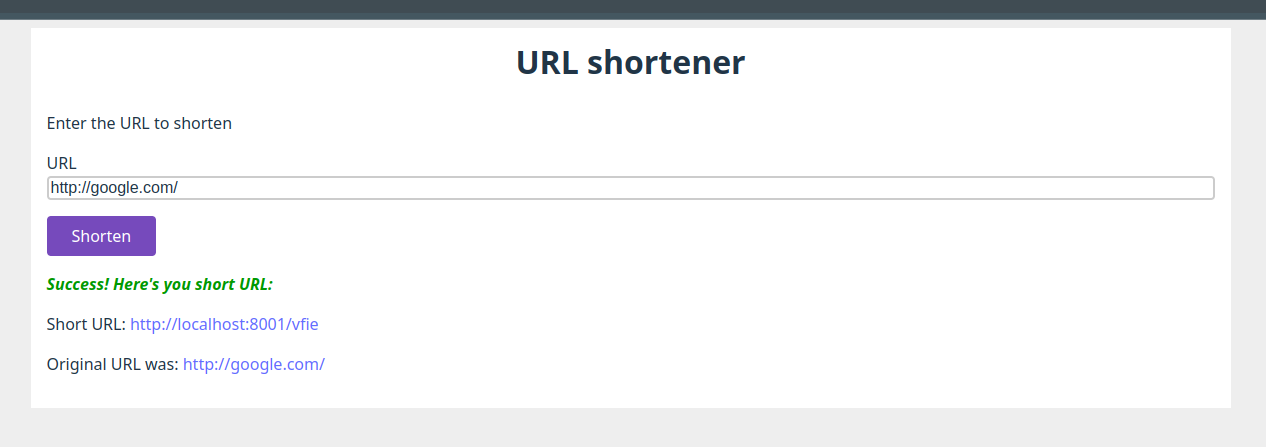 URL shortener
Enter the URL to shorten
URL
http://google.com/
Shorten
Success! Here's you short URL:
Short URL: http://localhost:8001/vfie
Original URL was: http://google.com/